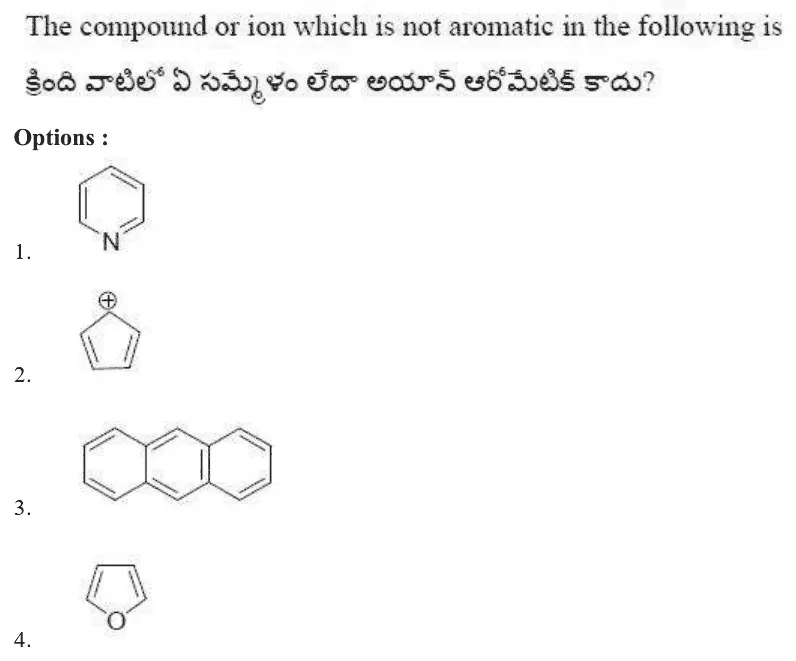 The compound or ion which is not aromatic in the following is
క్రింది వాటిలో ఏ సమ్మేళం లేదా అయాన్ ఆరోమేటిక్ కాదు?
Options :
1.
N
⊕
2.
3.
O
4.